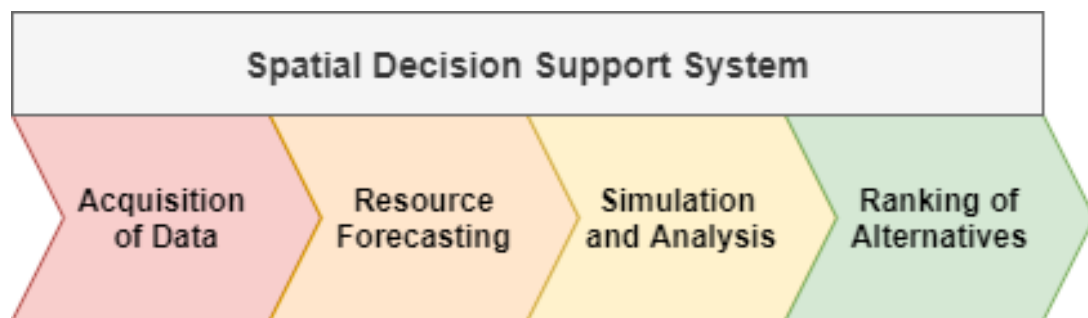 Spatial Decision Support System
Acquisition
of Data
Resource
Forecasting
Simulation
and Analysis
Ranking of
Alternatives